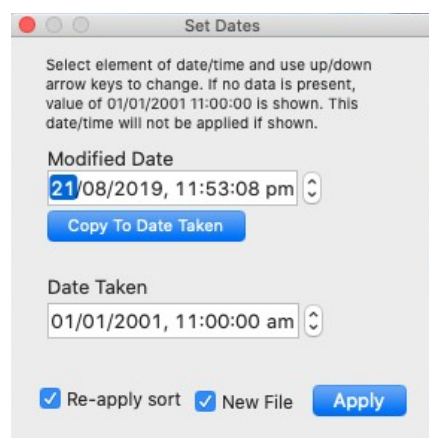 Set Dates
Select element of date/time and use up/down
arrow keys to change. If no data is present,
value of 01/01/2001 11:00:00 is shown. This
date/time will not be applied if shown.
Modified Date
21/08/2019, 11:53:08 pm
Copy To Date Taken
Date Taken
01/01/2001, 11:00:00 am
Re-apply sort New File Apply